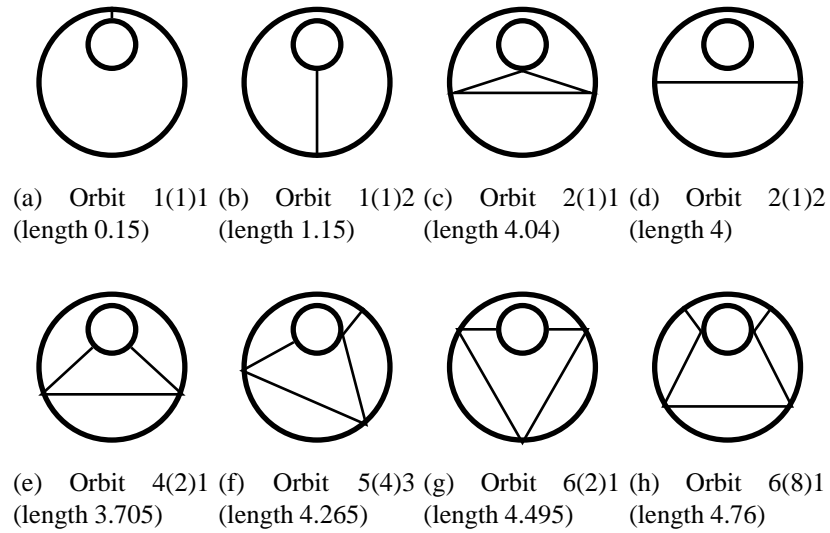 (a) Orbit 1(1)1 (b) Orbit 1(1)2 (c) Orbit 2(1)1 (d) Orbit 2(1)2
(length 0.15) (length 1.15) (length 4.04) (length 4)
(e) Orbit 4(2)1 (f) Orbit 5(4)3 (g) Orbit 6(2)1 (h) Orbit 6(8)1
(length 3.705) (length 4.265) (length 4.495) (length 4.76)